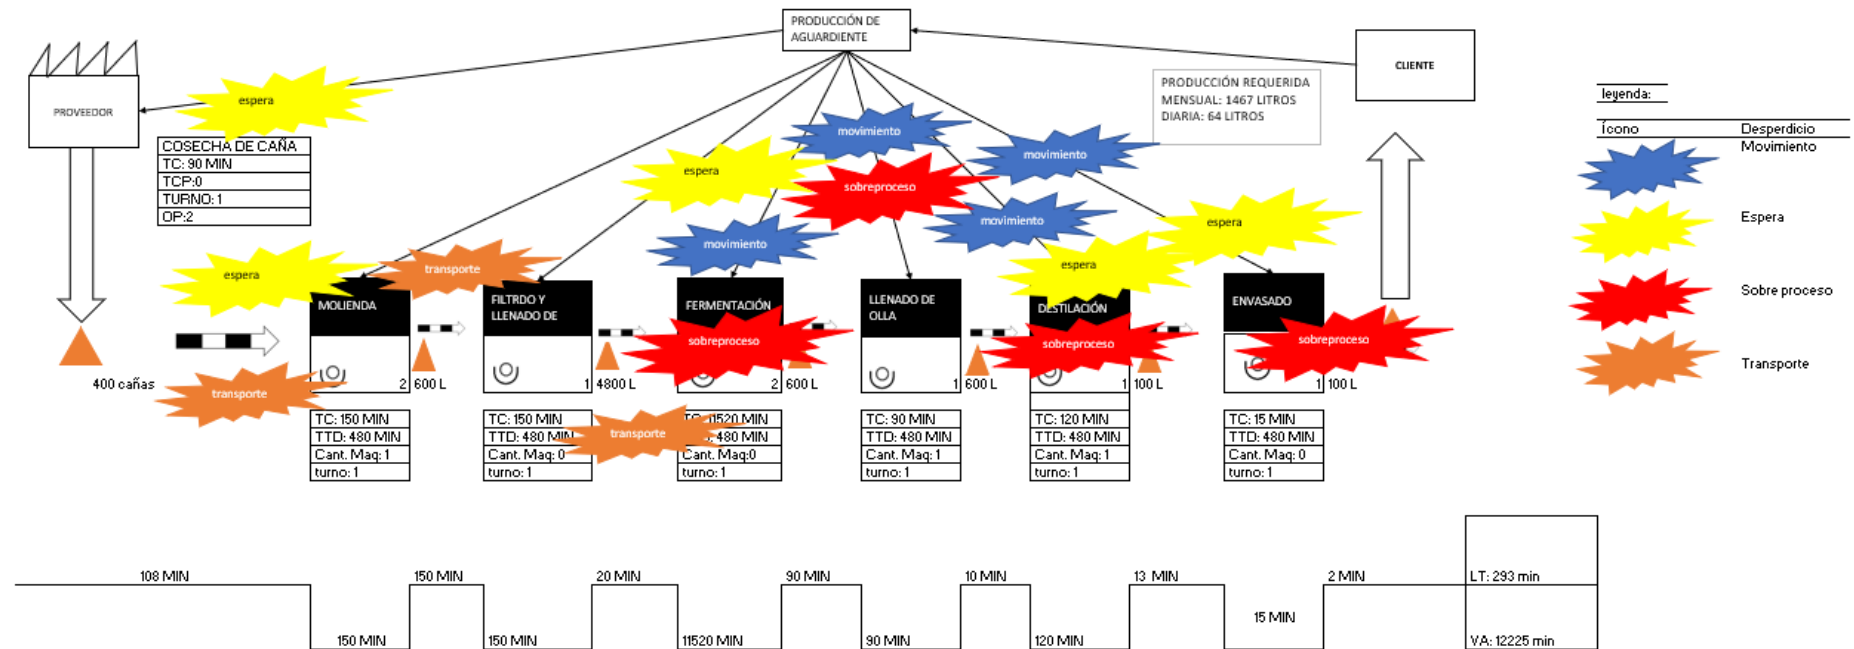 PRODUCCIÓN DE
AGUARDIENTE
CLIENTE
PROVEEDOR
PRODUCCIÓN REQUERIDA
MENSUAL: 1467 LITROS
DIARIA: 64 LITROS
leyenda:
Ícono Desperdicio
Movimiento
Espera
Sobre proceso
Transporte
espera
COSECHA DE CAÑA
TC: 90 MIN
TCP:0
TURNO: 1
OP:2
movimiento
movimiento
espera
sobreproceso
movimiento
espera
movimiento
espera
transporte
espera
MOLIENDA
FILTRDO Y
LLENADO DE
FERMENTACIÓN
LLENADO DE
OLLA
DESTILACIÓN
ENVASADO
sobreproceso
sobreproceso
sobreproceso
400 cañas
transporte
2 600 L
1 4800 L
2 600 L
1 600 L
1 100 L
1 100 L
TC: 150 MIN
TTD: 480 MIN
Cant. Maq: 1
turno: 1
TC: 150 MIN
TTD: 480 MIN
Cant. Maq: 0
turno: 1
transporte
11520 MIN
480 MIN
Cant. Maq:0
turno: 1
TC: 90 MIN
TTD: 480 MIN
Cant. Maq: 1
turno: 1
TC: 120 MIN
TTD: 480 MIN
Cant. Maq: 1
turno: 1
TC: 15 MIN
TTD: 480 MIN
Cant. Maq: 0
turno: 1
108 MIN 150 MIN 20 MIN 90 MIN 10 MIN 13 MIN 2 MIN LT: 293 min
15 MIN
150 MIN 150 MIN 11520 MIN 90 MIN 120 MIN VA: 12225 min